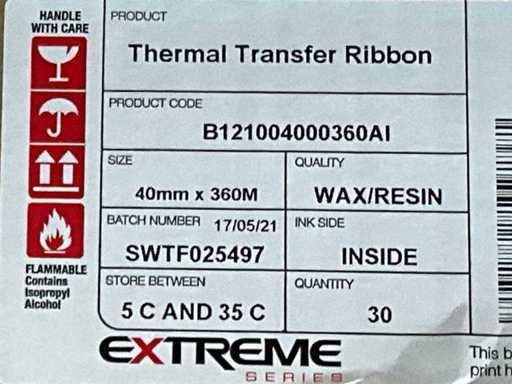 HANDLE
WITH CARE
FLAMMABLE
Contains
Isopropyl
Alcohol
PRODUCT
Thermal Transfer Ribbon
PRODUCT CODE
B121004000360AI
SIZE
40mm x 360M
QUALITY
WAX/RESIN
BATCH NUMBER 17/05/21
SWTF025497
INK SIDE
INSIDE
STORE BETWEEN
5 C AND 35 C
QUANTITY
30
EXTREME
SERIES
This b
print h